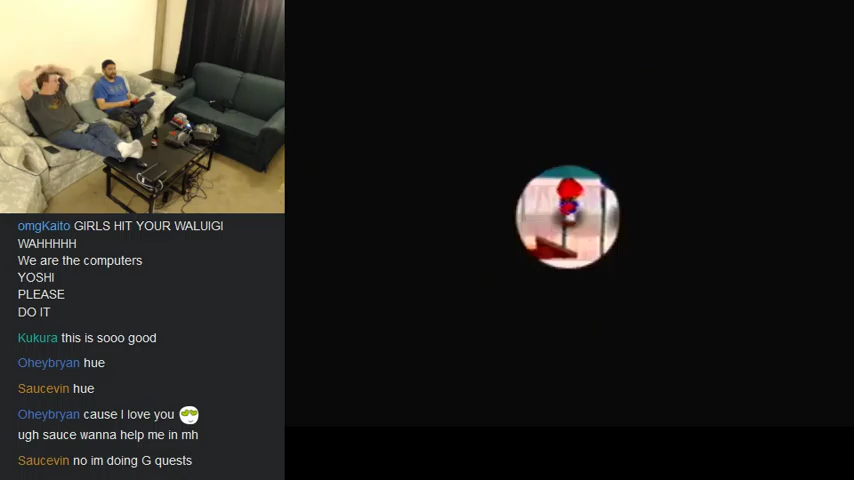 omgKaito GIRLS HIT YOUR WALUIGI
WAHHHHH
We are the computers
YOSHI
PLEASE
DO IT
Kukura this is sooo good
Oheybryan hue
Saucevin hue
Oheybryan cause I love you
ugh sauce wanna help me in mh
Saucevin no im doing G quests